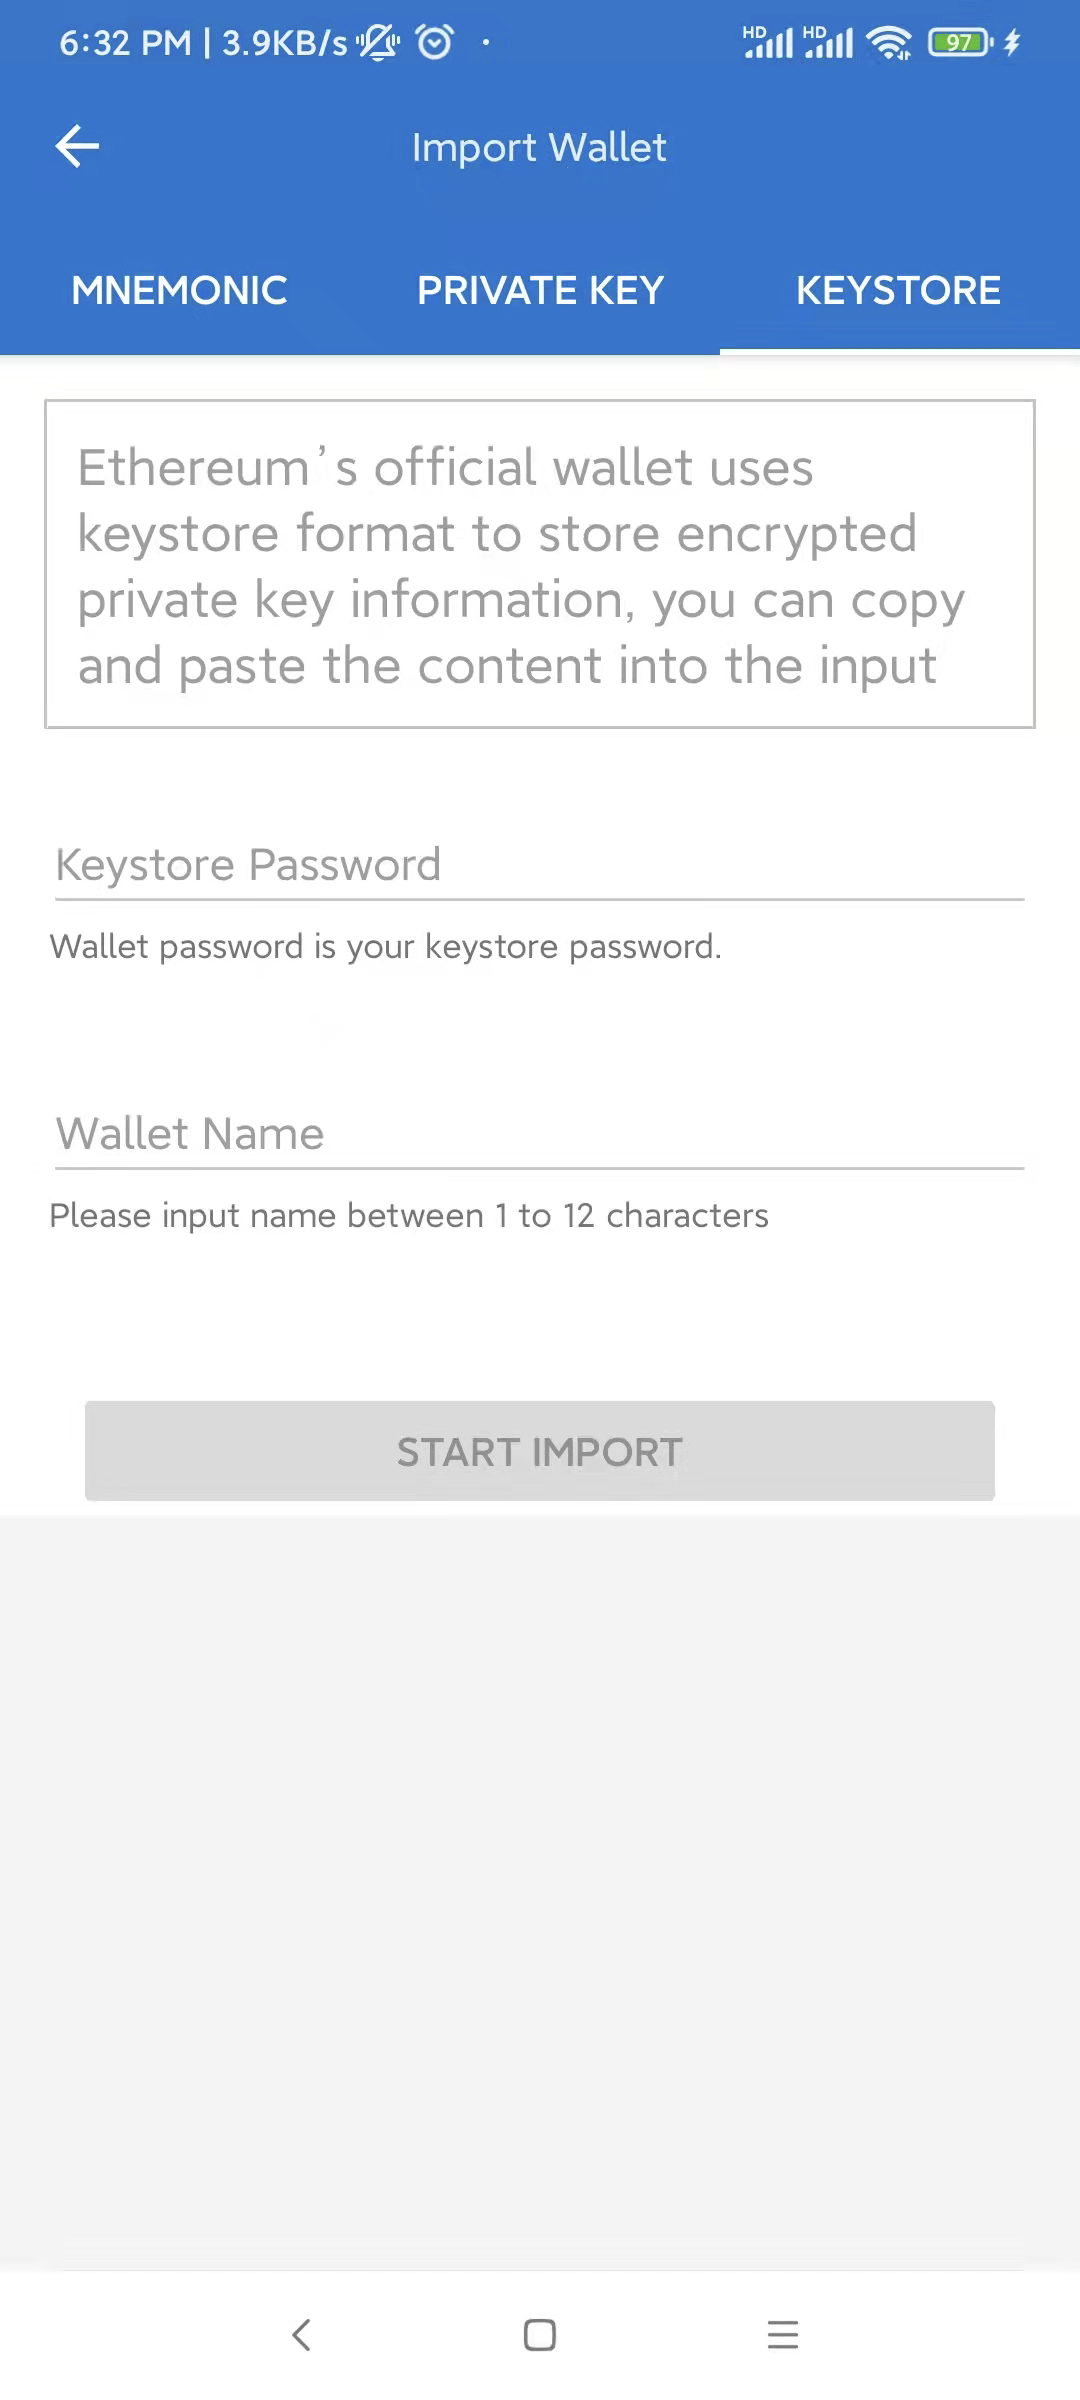 6:32 PM | 3.9KB/s HD HD 97
Import Wallet
MNEMONIC PRIVATE KEY KEYSTORE
Ethereum's official wallet uses
keystore format to store encrypted
private key information, you can copy
and paste the content into the input
Keystore Password
Wallet password is your keystore password.
Wallet Name
Please input name between 1 to 12 characters
START IMPORT